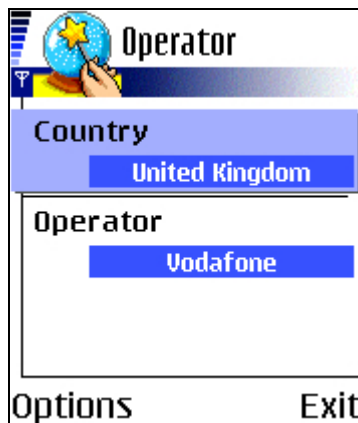 Operator
Country
United Kingdom
Operator
Vodafone
Options Exit